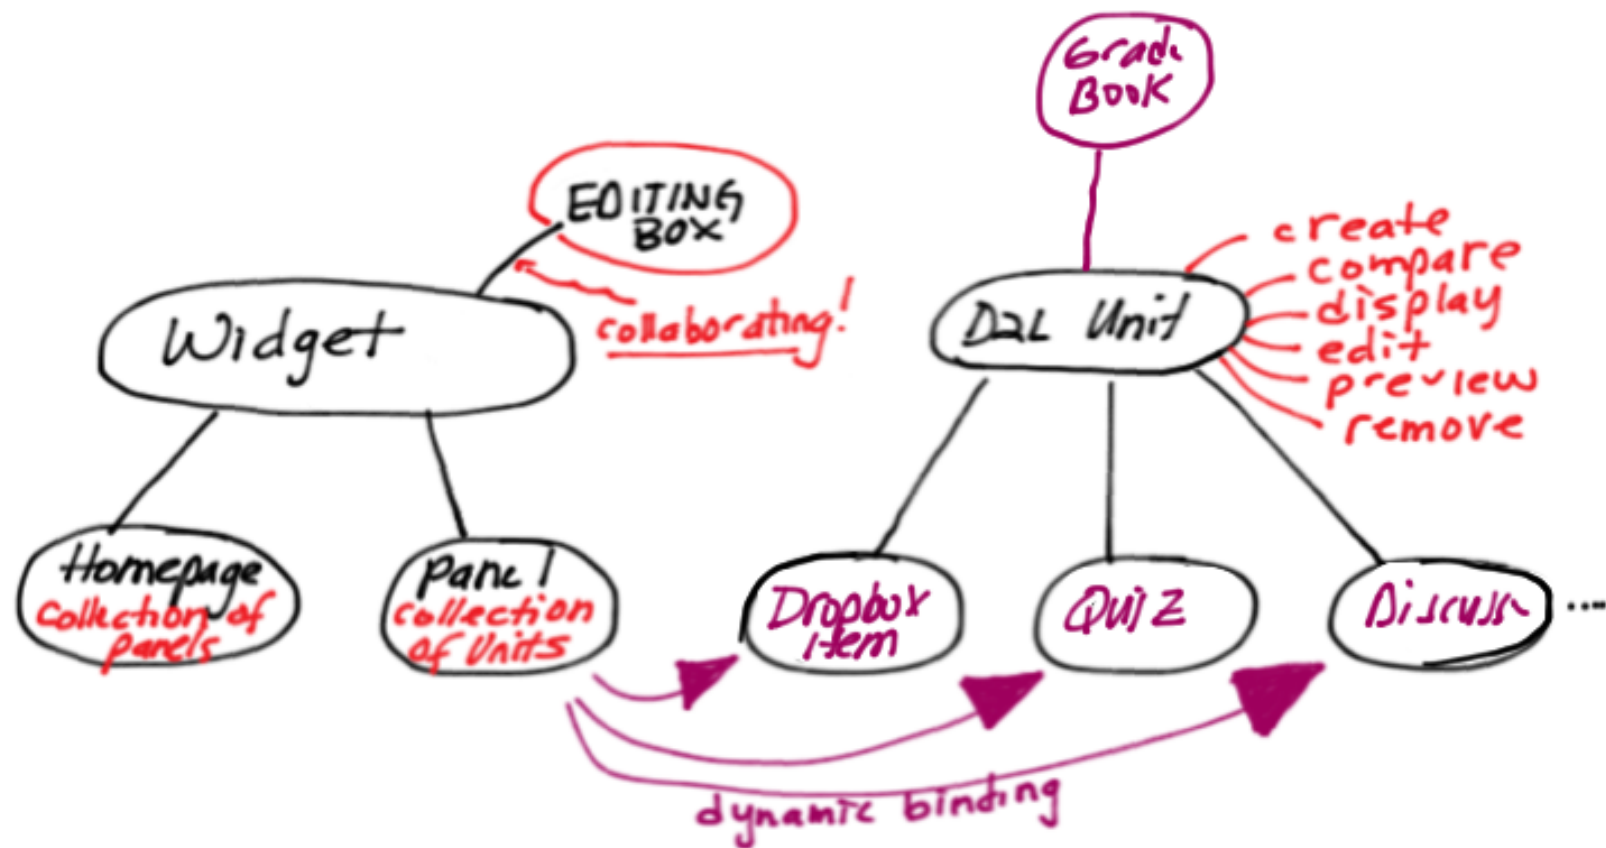 Grade
BOOK
EDITING
BOX
collaborating!
Widget
D2L Unit
create
compare
display
edit
preview
remove
Homepage
collection of
panels
panel
collection
of Units
Dropbox
item
QUIZ
Discuss
....
dynamic binding